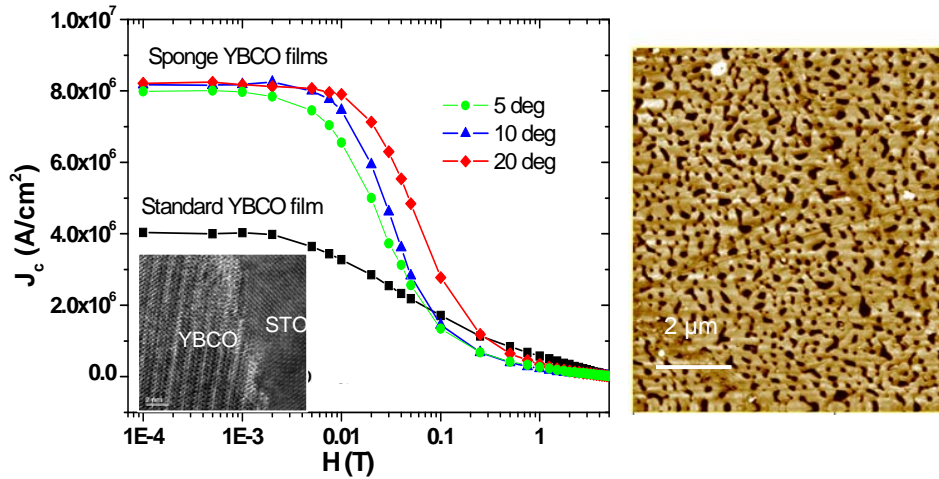 1.0x10⁷
8.0x10⁶
6.0x10⁶
4.0x10⁶
2.0x10⁶
0.0
J_c (A/cm²)
Sponge YBCO films
5 deg
10 deg
20 deg
Standard YBCO film
YBCO
STO
1E-4
1E-3
0.01
0.1
1
H (T)
2 µm